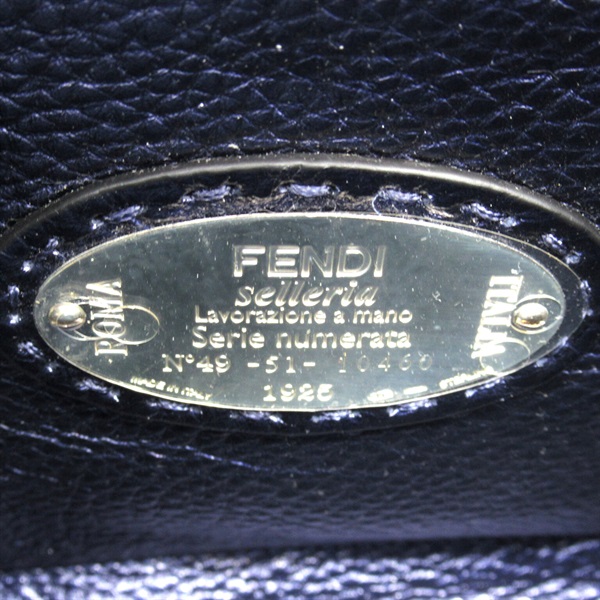 FENDI
selleria
Lavorazione a mano
Serie numerata
N°49 -51- 10460
1925
ROMA
ITALIA
MADE IN ITALY